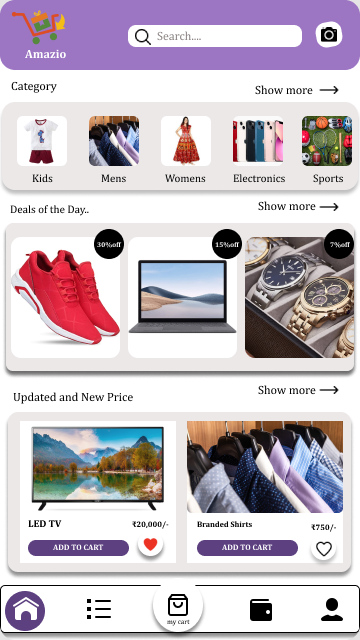 Amazio
Search....
Category
Show more
Kids
Mens
Womens
Electronics
Sports
Deals of the Day..
Show more
30%off
15%off
7%off
Updated and New Price
Show more
LED TV
₹20,000/-
ADD TO CART
Branded Shirts
₹750/-
ADD TO CART
my cart